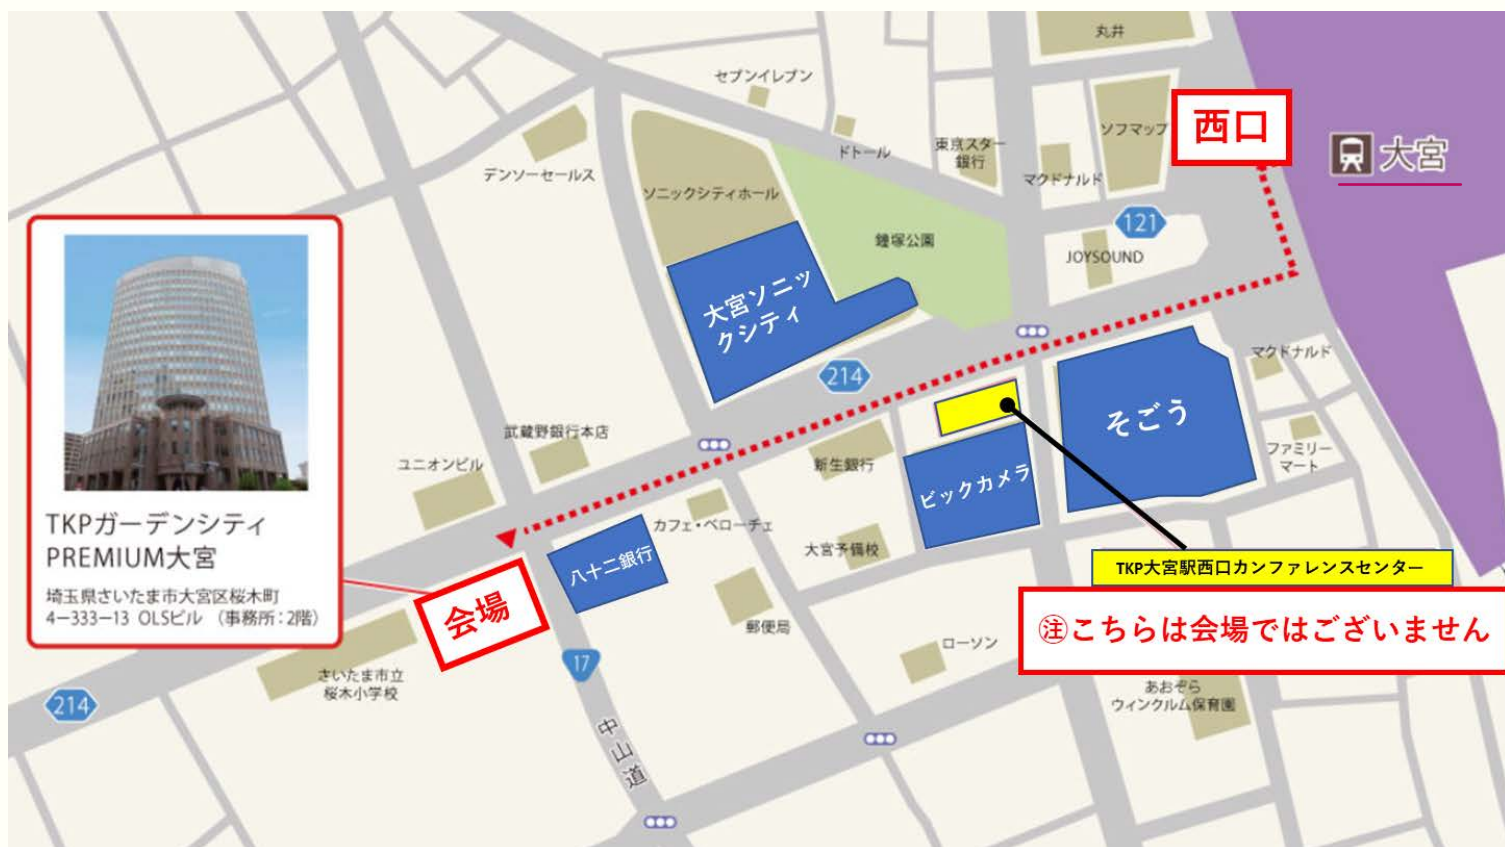 丸井
セブンイレブン
西口
ソフマップ
ドトール
東京スター
銀行
大宮
デンソーセールス
マクドナルド
ソニックシティホール
121
鐘塚公園
JOYSOUND
大宮ソニッ
クシティ
マクドナルド
214
そごう
武蔵野銀行本店
ファミリー
マート
ユニオンビル
新生銀行
ビックカメラ
TKPガーデンシティ
PREMIUM大宮
埼玉県さいたま市大宮区桜木町
4ー333ー13 OLSビル （事務所：2階）
カフェ・ベローチェ
大宮予備校
八十二銀行
TKP大宮駅西口カンファレンスセンター
会場
㊟こちらは会場ではございません
郵便局
ローソン
17
さいたま市立
桜木小学校
あおぞら
ウィンクルム保育園
214
中山道